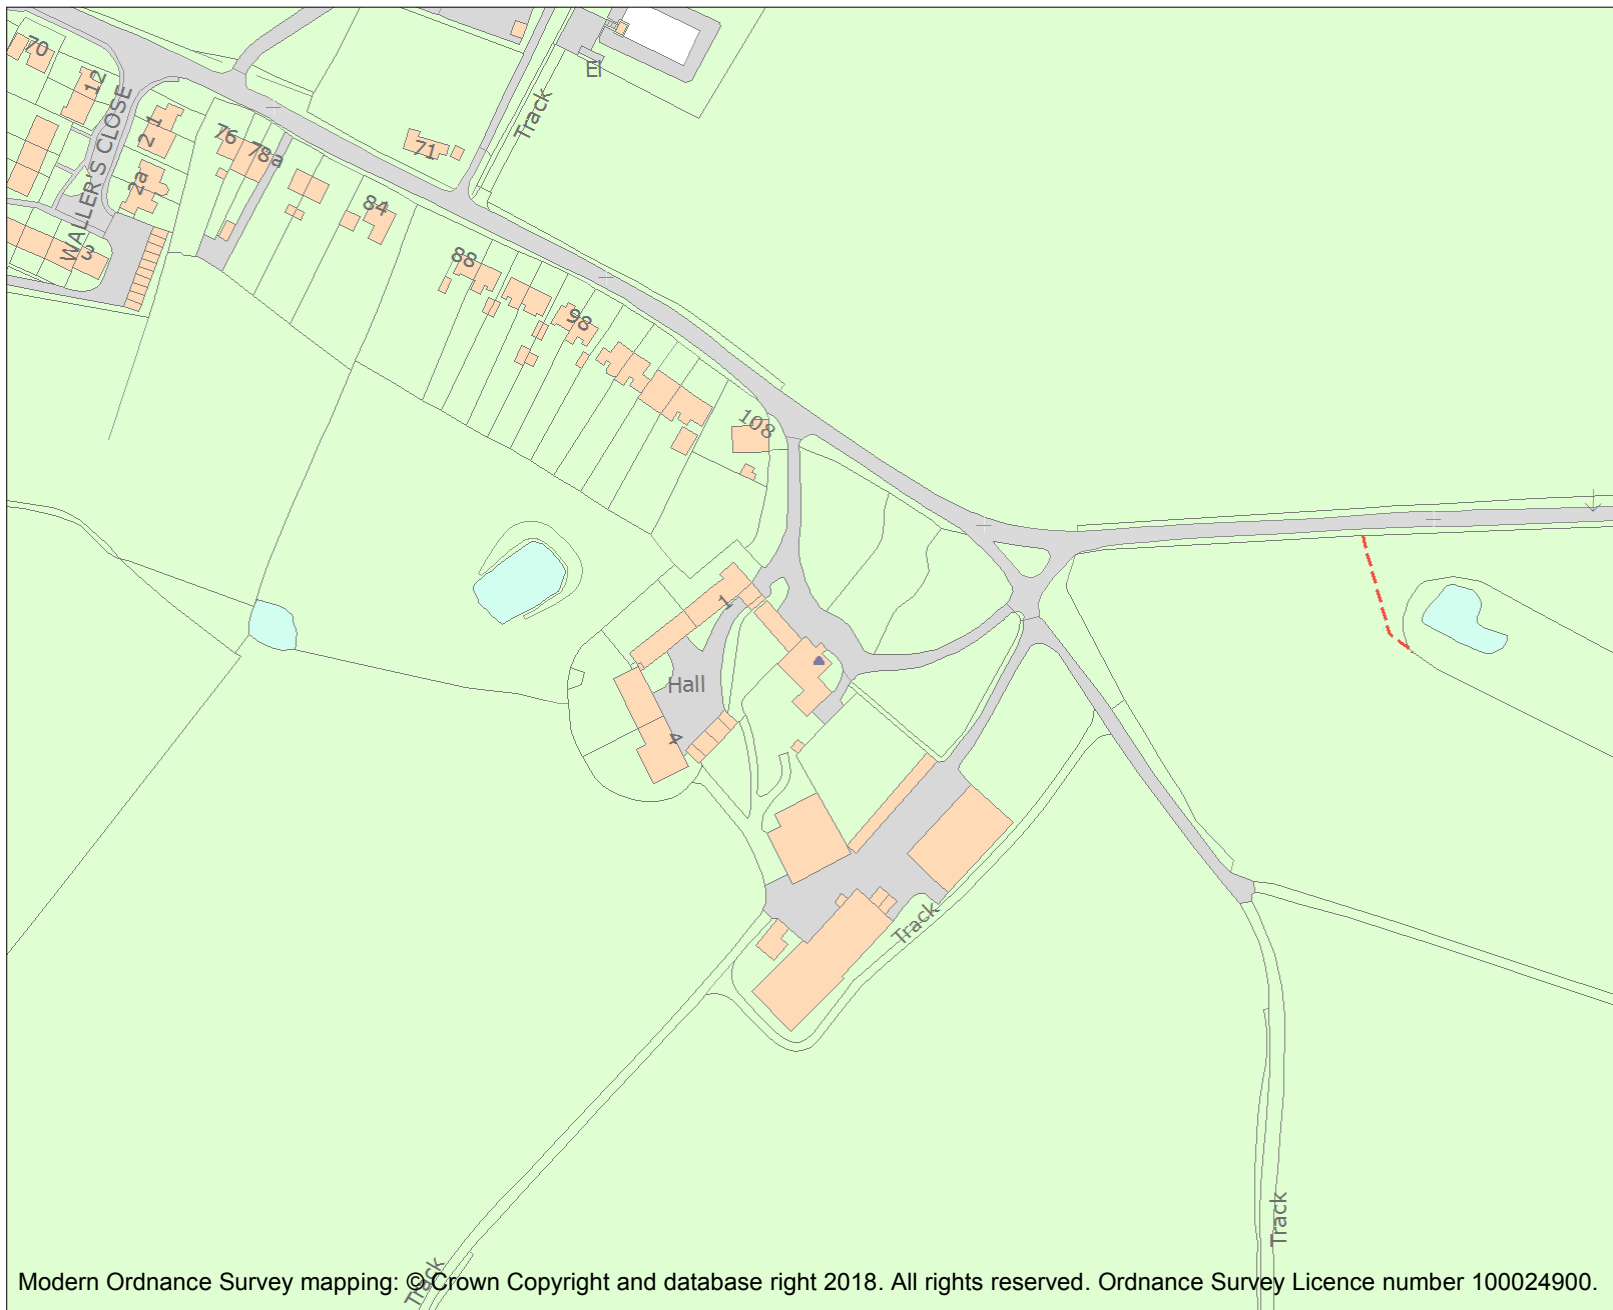 70
12
El
Track
WALLER'S CLOSE
1
2
76
78a
71
2a
84
3
88
98
108
1
Hall
4
Track
Track
Track
Modern Ordnance Survey mapping: © Crown Copyright and database right 2018. All rights reserved. Ordnance Survey Licence number 100024900.